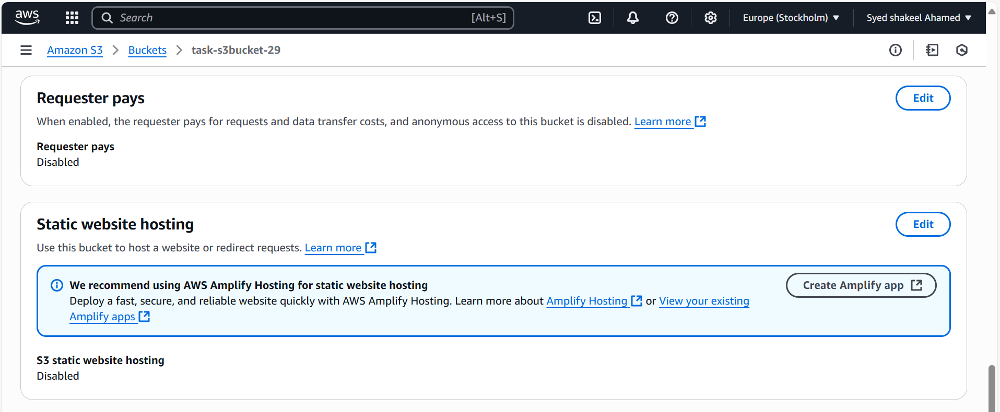 aws
Search [Alt+S]
Europe (Stockholm)
Syed shakeel Ahamed
Amazon S3 > Buckets > task-s3bucket-29
Requester pays
Edit
When enabled, the requester pays for requests and data transfer costs, and anonymous access to this bucket is disabled. Learn more
Requester pays
Disabled
Static website hosting
Edit
Use this bucket to host a website or redirect requests. Learn more
We recommend using AWS Amplify Hosting for static website hosting
Create Amplify app
Deploy a fast, secure, and reliable website quickly with AWS Amplify Hosting. Learn more about Amplify Hosting or View your existing
Amplify apps
S3 static website hosting
Disabled